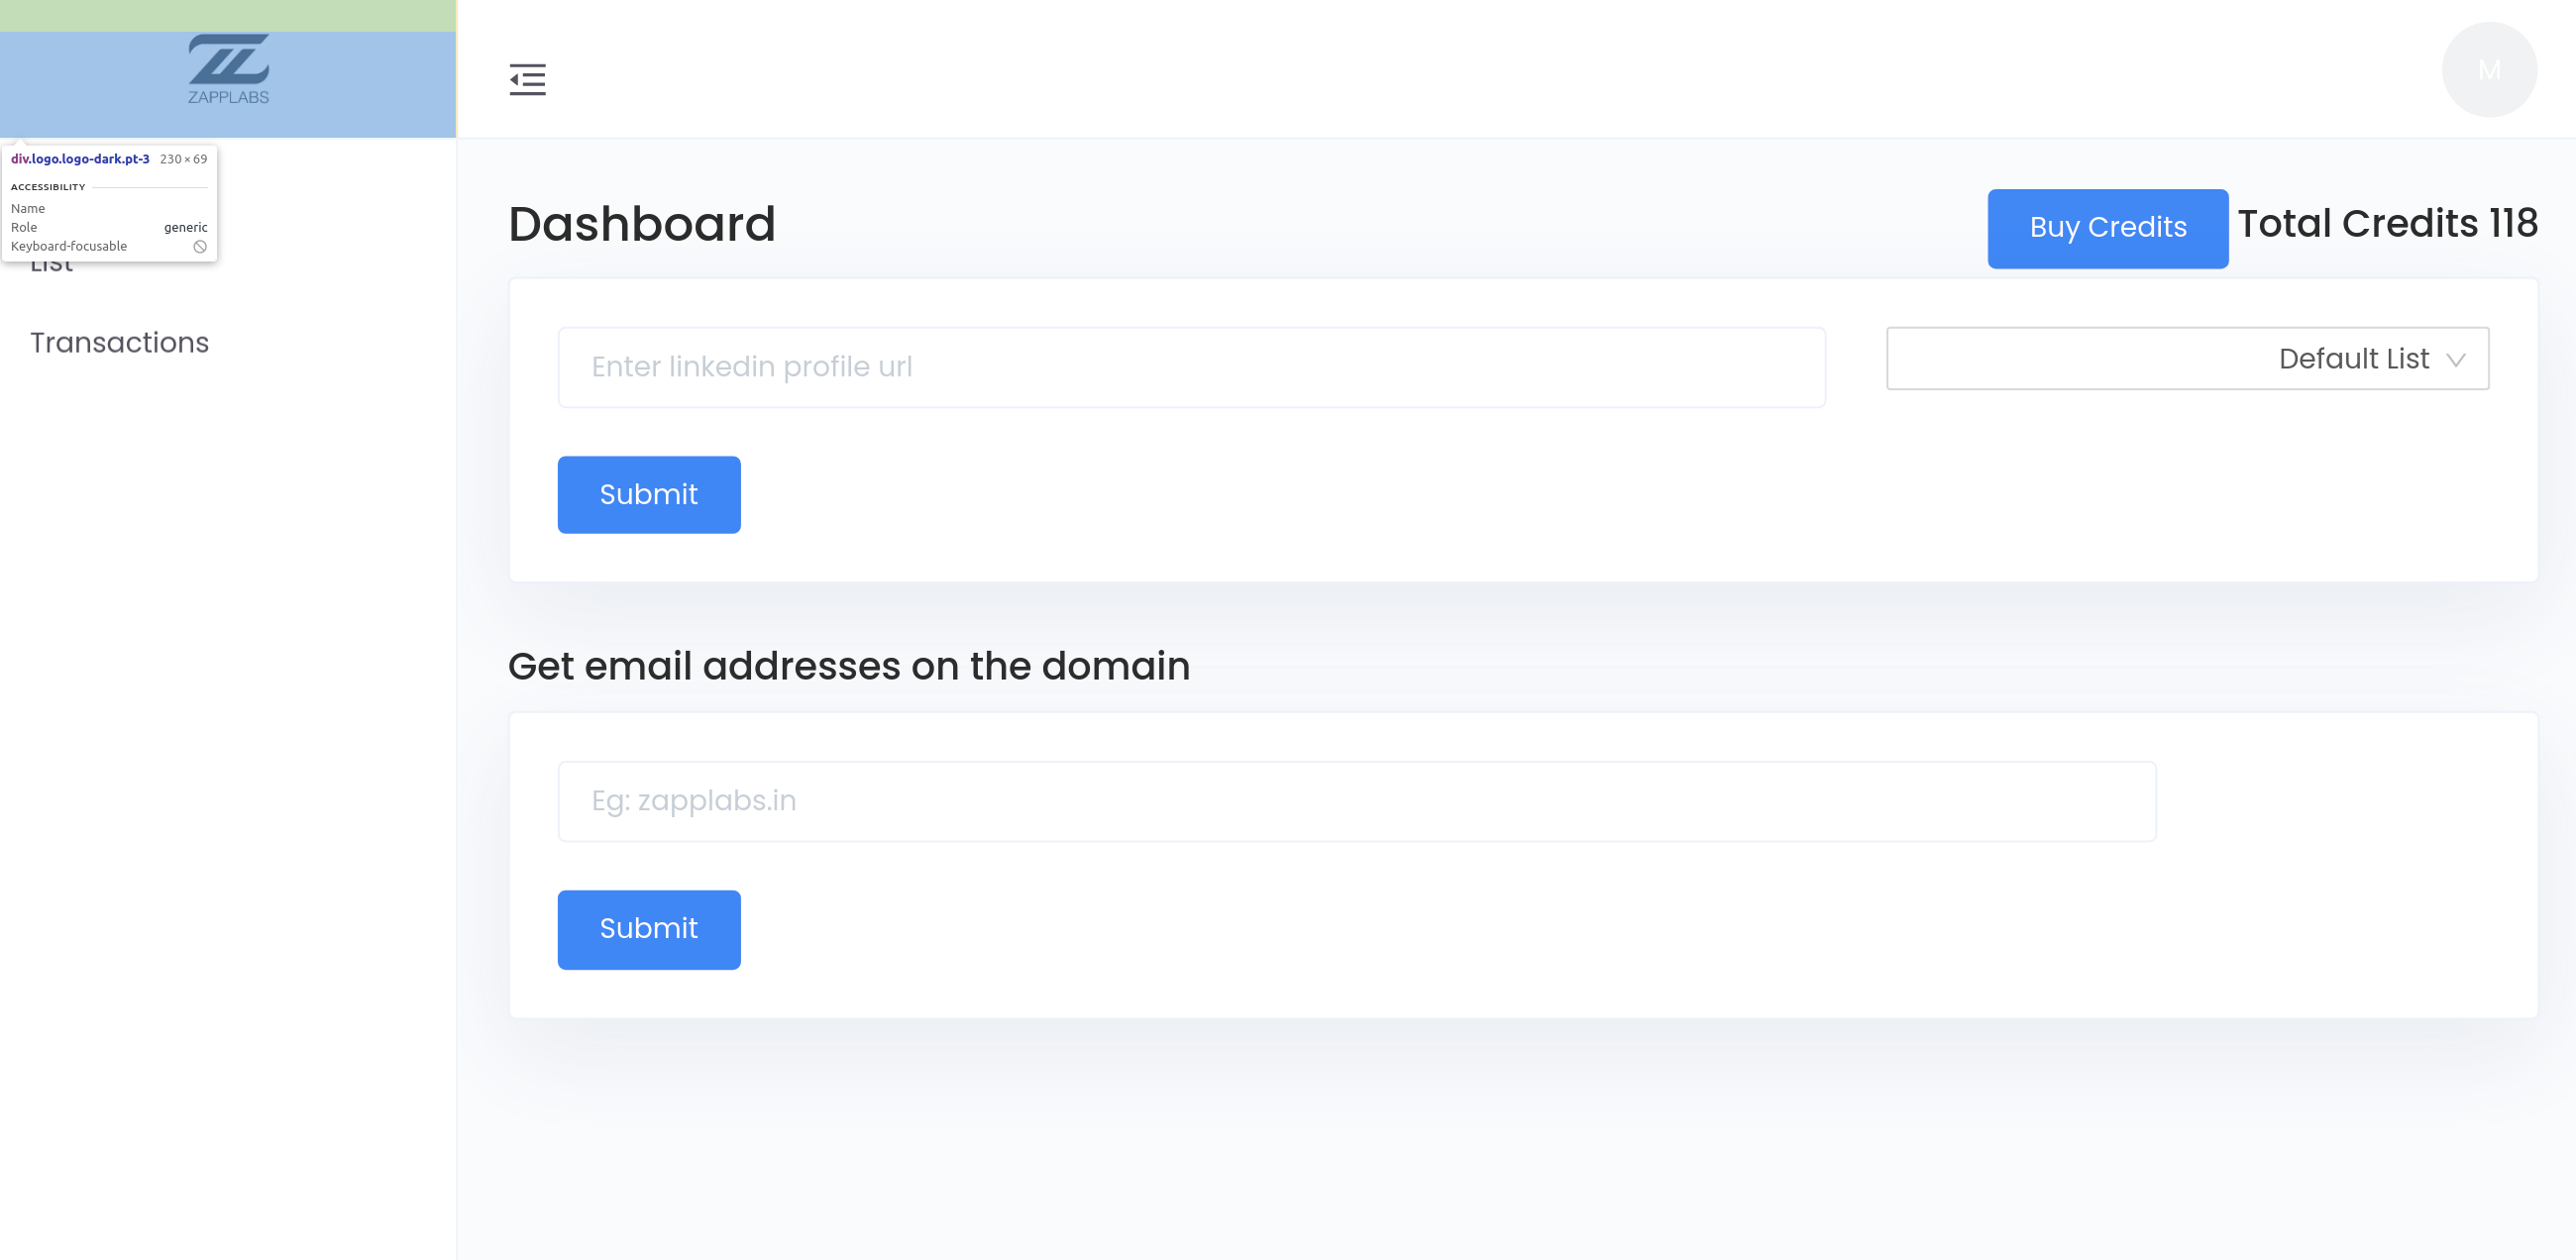 ZAPPLABS
M
div.logo.logo-dark.pt-3 230 × 69
ACCESSIBILITY
Name
Role generic
Keyboard-focusable
List
Transactions
Dashboard
Buy Credits
Total Credits 118
Enter linkedin profile url
Default List
Submit
Get email addresses on the domain
Eg: zapplabs.in
Submit